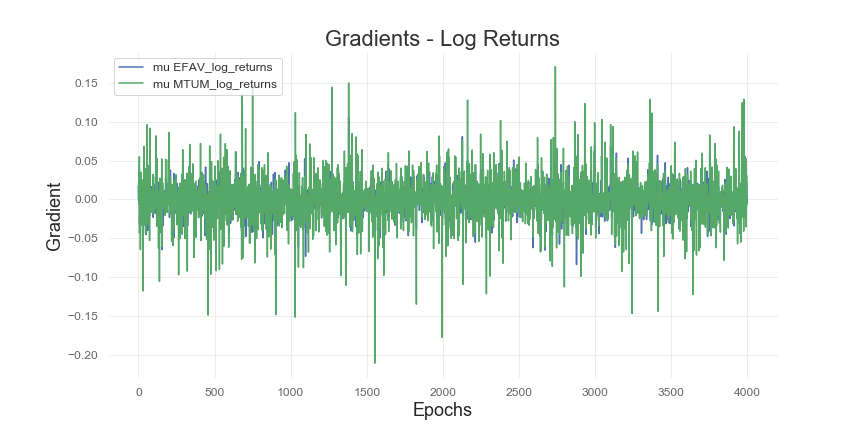 Gradients - Log Returns
mu EFAV_log_returns
mu MTUM_log_returns
0.15
0.10
0.05
0.00
−0.05
−0.10
−0.15
−0.20
Gradient
0 500 1000 1500 2000 2500 3000 3500 4000
Epochs